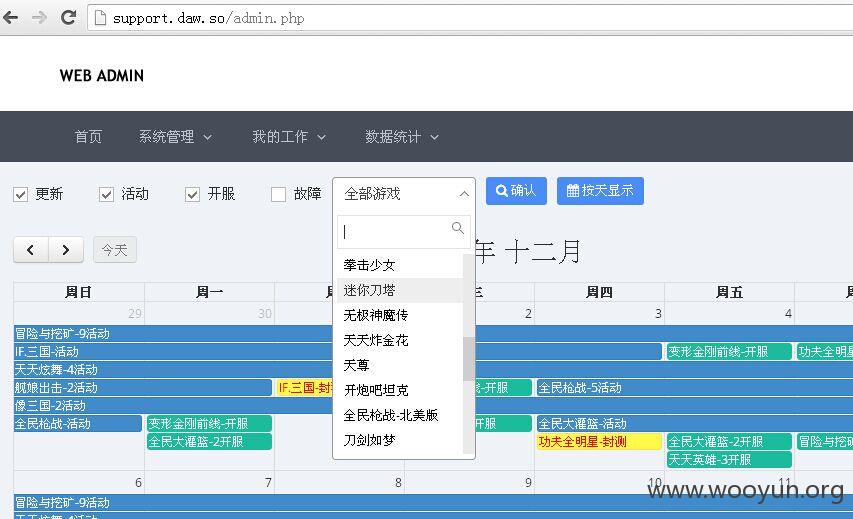 support.daw.so/admin.php
WEB ADMIN
首页 系统管理 我的工作 数据统计
更新 活动 开服 故障 全部游戏 确认 按天显示
今天 年 十二月
拳击少女
迷你刀塔
无极神魔传
天天炸金花
天尊
开炮吧坦克
全民枪战-北美版
刀剑如梦
周日 周一 三 周四 周五
29 30 2 3 4
冒险与挖矿-9活动
IF.三国-活动 变形金刚前线-开服 功夫全明星
天天炫舞-4活动
舰娘出击-2活动 IF.三国-封 -开服 全民枪战-5活动
像三国-2活动
全民枪战-活动 变形金刚前线-开服 开服 全民大灌篮-活动
全民大灌篮-2开服 功夫全明星-封测 全民大灌篮-2开服 冒险与挖
天天英雄-3开服
6 7 8 9 10 11
冒险与挖矿-9活动
天天炫舞-4活动
www.wooyun.org